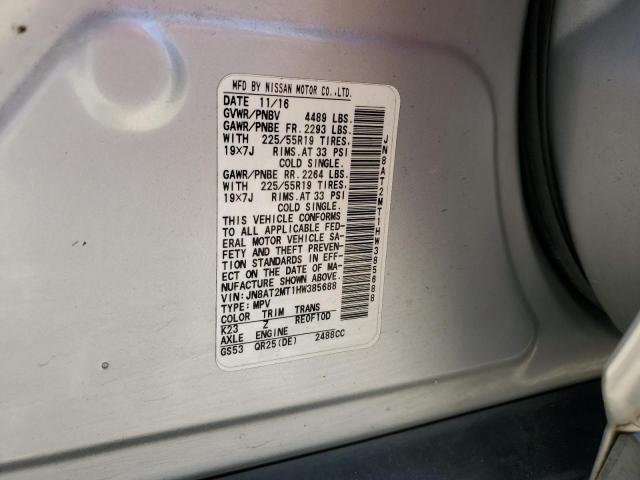 MFD BY NISSAN MOTOR CO.,LTD.
DATE 11/16
GVWR/PNBV 4489 LBS.
GAWR/PNBE FR. 2293 LBS.
WITH 225/55R19 TIRES.
19×7J RIMS.AT 33 PSI
COLD SINGLE.
GAWR/PNBE RR. 2264 LBS.
WITH 225/55R19 TIRES.
19×7J RIMS.AT 33 PSI
COLD SINGLE.
THIS VEHICLE CONFORMS
TO ALL APPLICABLE FED-
ERAL MOTOR VEHICLE SA-
FETY AND THEFT PREVEN-
TION STANDARDS IN EFF-
ECT ON THE DATE OF MA-
NUFACTURE SHOWN ABOVE.
VIN:JN8AT2MT1HW385688
TYPE:MPV
COLOR TRIM TRANS
K23 Z RE0F10D
AXLE ENGINE
GS53 QR25(DE) 2488CC
JN8AT2MT1HW385688